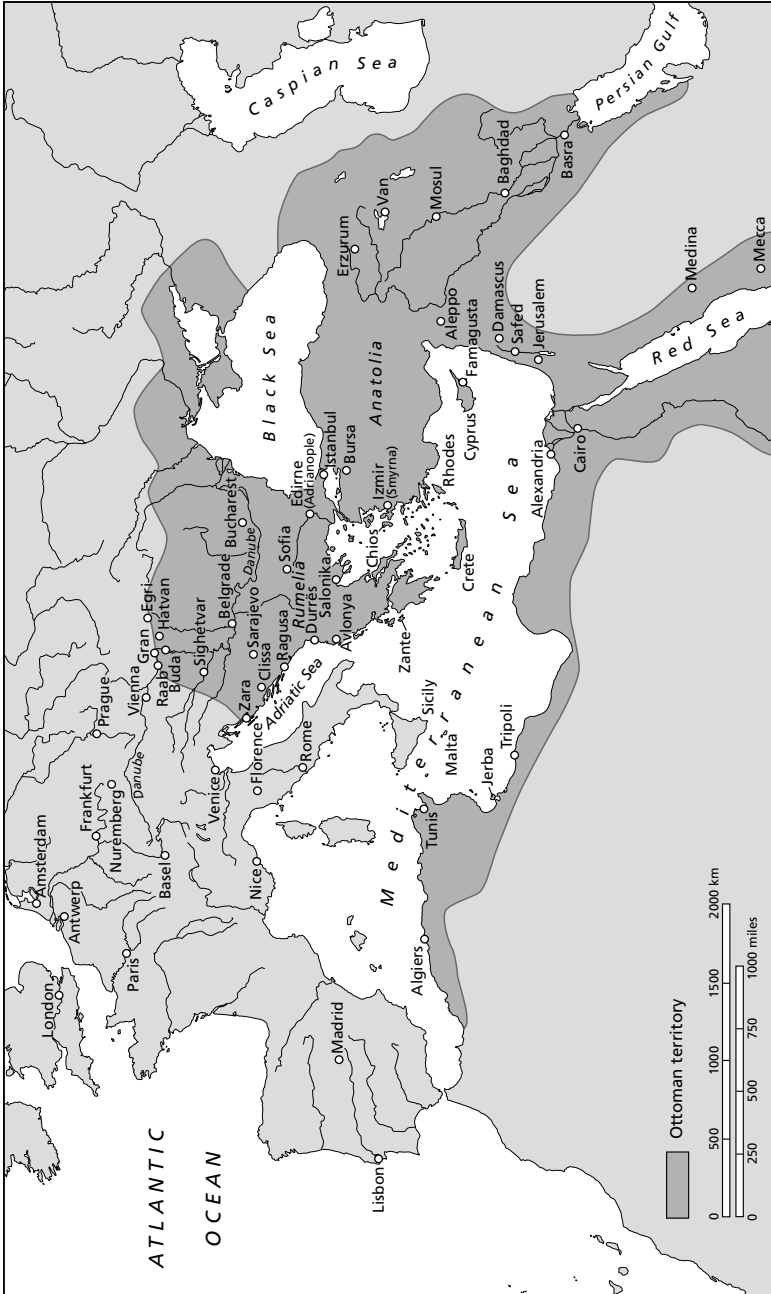 ATLANTIC
OCEAN
London
Amsterdam
Antwerp
Paris
Frankfurt
Nuremberg
Prague
Basel
Danube
Vienna
Gran
Raab
Buda
Egri
Hatvan
Sighetvar
Venice
Zara
Belgrade
Sarajevo
Clissa
Ragusa
Bucharest
Danube
Sofia
Rumelia
Durrës
Avlonya
Salonika
Edirne
(Adrianople)
Istanbul
Bursa
Black Sea
Caspian Sea
Nice
Florence
Rome
Adriatic Sea
Madrid
Lisbon
Anatolia
Erzurum
Van
Mosul
Izmir
(Smyrna)
Chios
Zante
Sicily
Malta
Mediterranean Sea
Crete
Rhodes
Cyprus
Famagusta
Aleppo
Damascus
Safed
Jerusalem
Baghdad
Basra
Persian Gulf
Algiers
Tunis
Jerba
Tripoli
Alexandria
Cairo
Red Sea
Medina
Mecca
Ottoman territory
0 500 1000 1500 2000 km
0 250 500 750 1000 miles